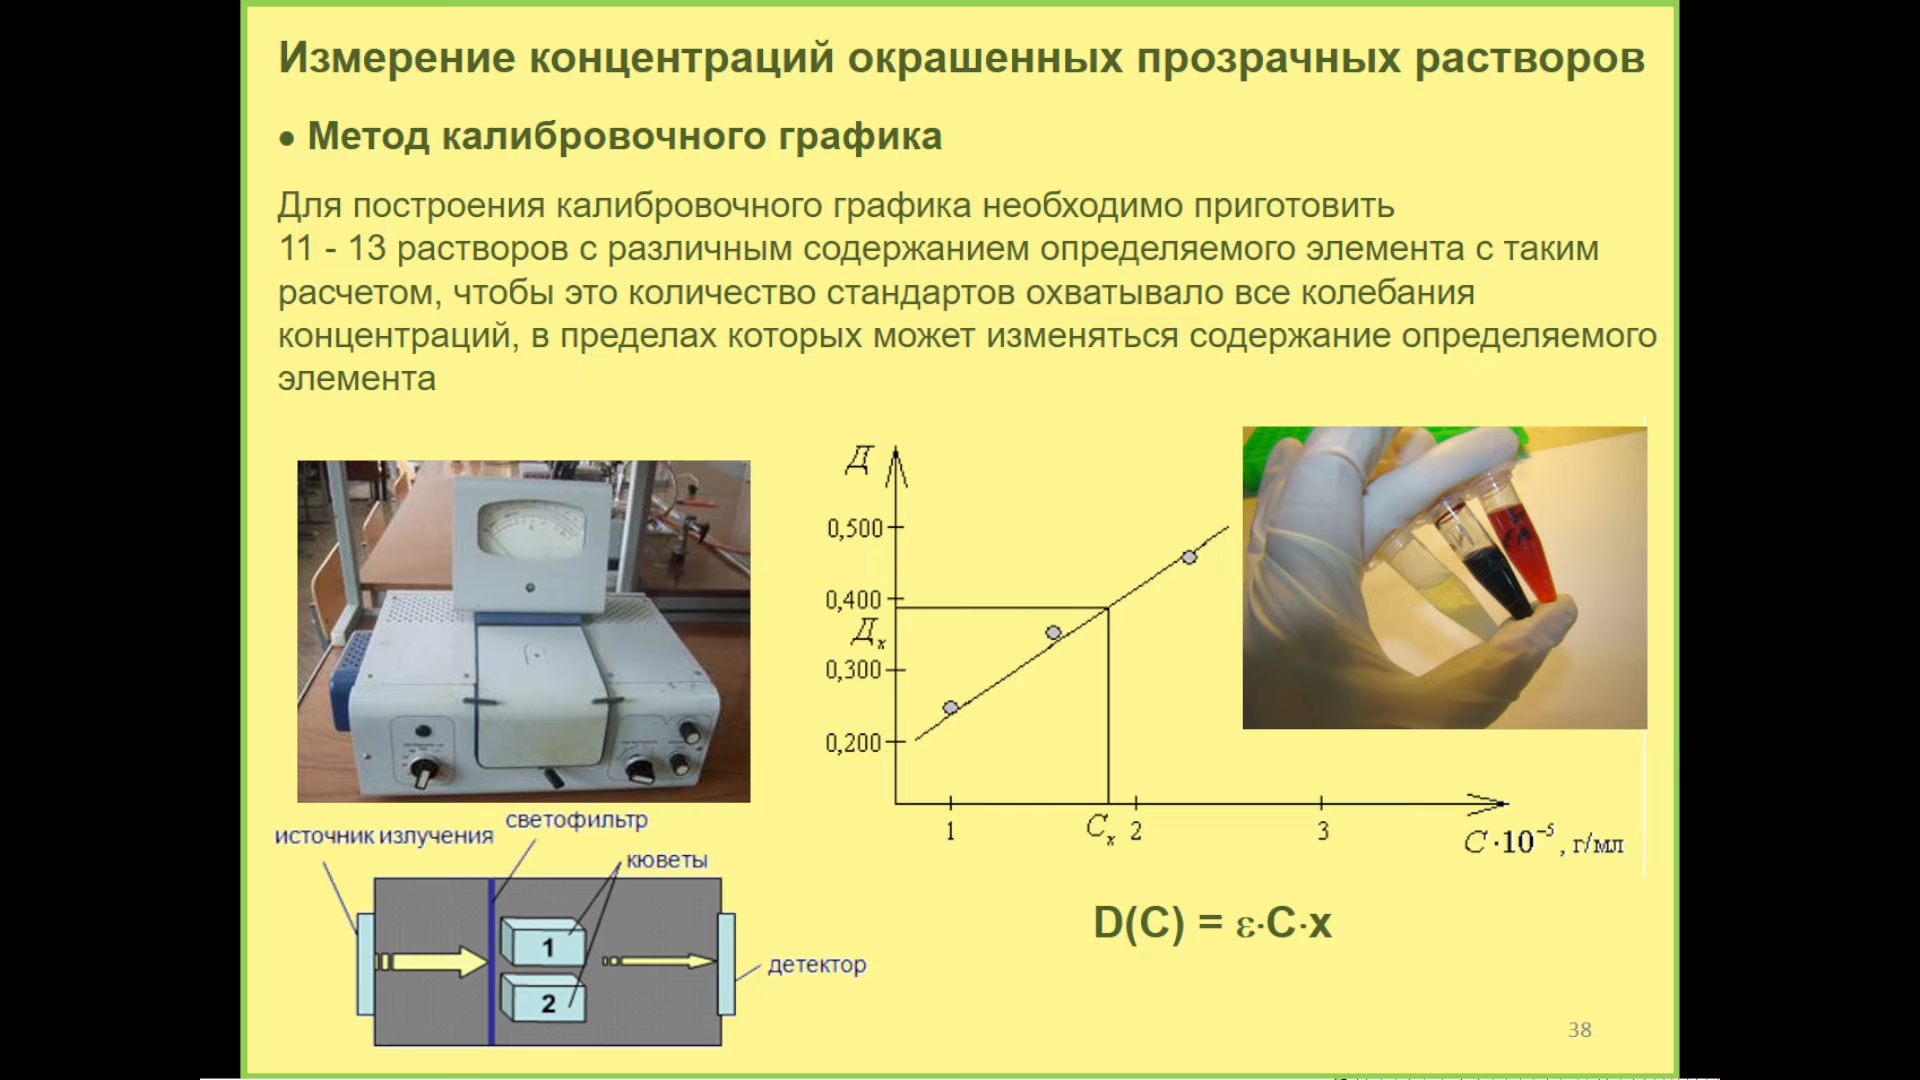 Измерение концентраций окрашенных прозрачных растворов
• Метод калибровочного графика
Для построения калибровочного графика необходимо приготовить
11 - 13 растворов с различным содержанием определяемого элемента с таким
расчетом, чтобы это количество стандартов охватывало все колебания
концентраций, в пределах которых может изменяться содержание определяемого
элемента
Д
0,500
0,400
Дx
0,300
0,200
1
Cx
2
3
C·10⁻⁵, г/мл
источник излучения
светофильтр
кюветы
1
2
детектор
D(C) = ε·C·x
38